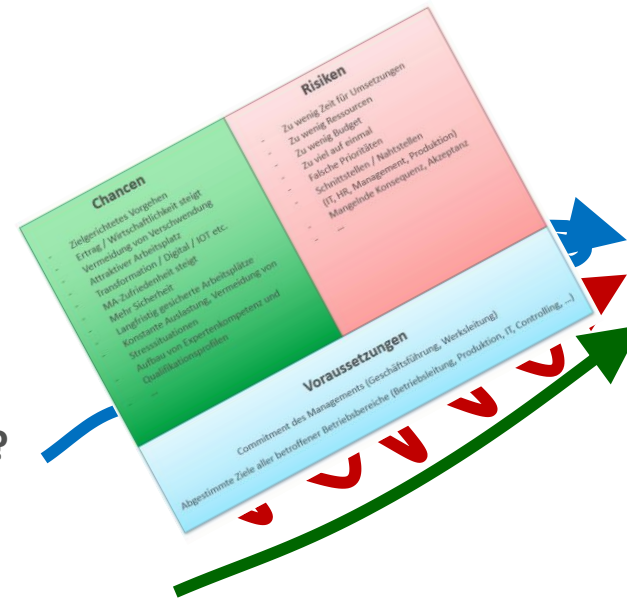 Chancen
- Zielgerichtetes Vorgehen
- Ertrag / Wirtschaftlichkeit steigt
- Vermeidung von Verschwendung
- Attraktiver Arbeitsplatz
- Transformation / Digital / IOT etc.
- MA-Zufriedenheit steigt
- Mehr Sicherheit
- Langfristig gesicherte Arbeitsplätze
- Konstante Auslastung, Vermeidung von
Stresssituationen
- Aufbau von Expertenkompetenz und
Qualifikationsprofilen
- ...
Risiken
- Zu wenig Zeit für Umsetzungen
- Zu wenig Ressourcen
- Zu wenig Budget
- Zu viel auf einmal
- Falsche Prioritäten
- Schnittstellen / Nahtstellen
(IT, HR, Management, Produktion)
- Mangelnde Konsequenz, Akzeptanz
- ...
Voraussetzungen
Commitment des Managements (Geschäftsführung, Werksleitung)
Abgestimmte Ziele aller betroffener Betriebsbereiche (Betriebsleitung, Produktion, IT, Controlling, ...)
?